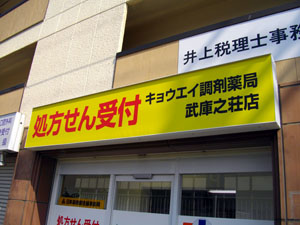 井上税理士事務
処方せん受付
キョウエイ調剤薬局
武庫之荘店
処方せん受付